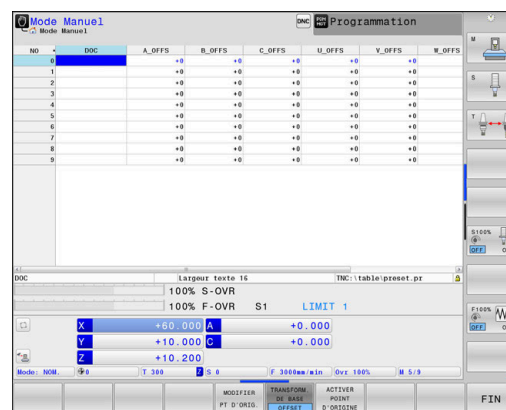 Mode Manuel
Mode Manuel
DNC
Programmation
NO DOC A_OFFS B_OFFS C_OFFS U_OFFS V_OFFS W_OFFS
0 +0 +0 +0 +0 +0
1 +0 +0 +0 +0 +0
2 +0 +0 +0 +0 +0
3 +0 +0 +0 +0 +0
4 +0 +0 +0 +0 +0
5 +0 +0 +0 +0 +0
6 +0 +0 +0 +0 +0
7 +0 +0 +0 +0 +0
8 +0 +0 +0 +0 +0
9 +0 +0 +0 +0 +0
DOC Largeur texte 16 TNC:\table\preset.pr
100% S-OVR
100% F-OVR S1 LIMIT 1
X +60.000 A +0.000
Y +10.000 C +0.000
Z +10.200
Mode: NOM. 0 T 300 Z S 0 F 3000mm/min Ovr 100% M 5/9
MODIFIER PT D'ORIG.
TRANSFORM. DE BASE OFFSET
ACTIVER POINT D'ORIGINE
FIN
M
S
T
S100%
OFF
F100%
OFF